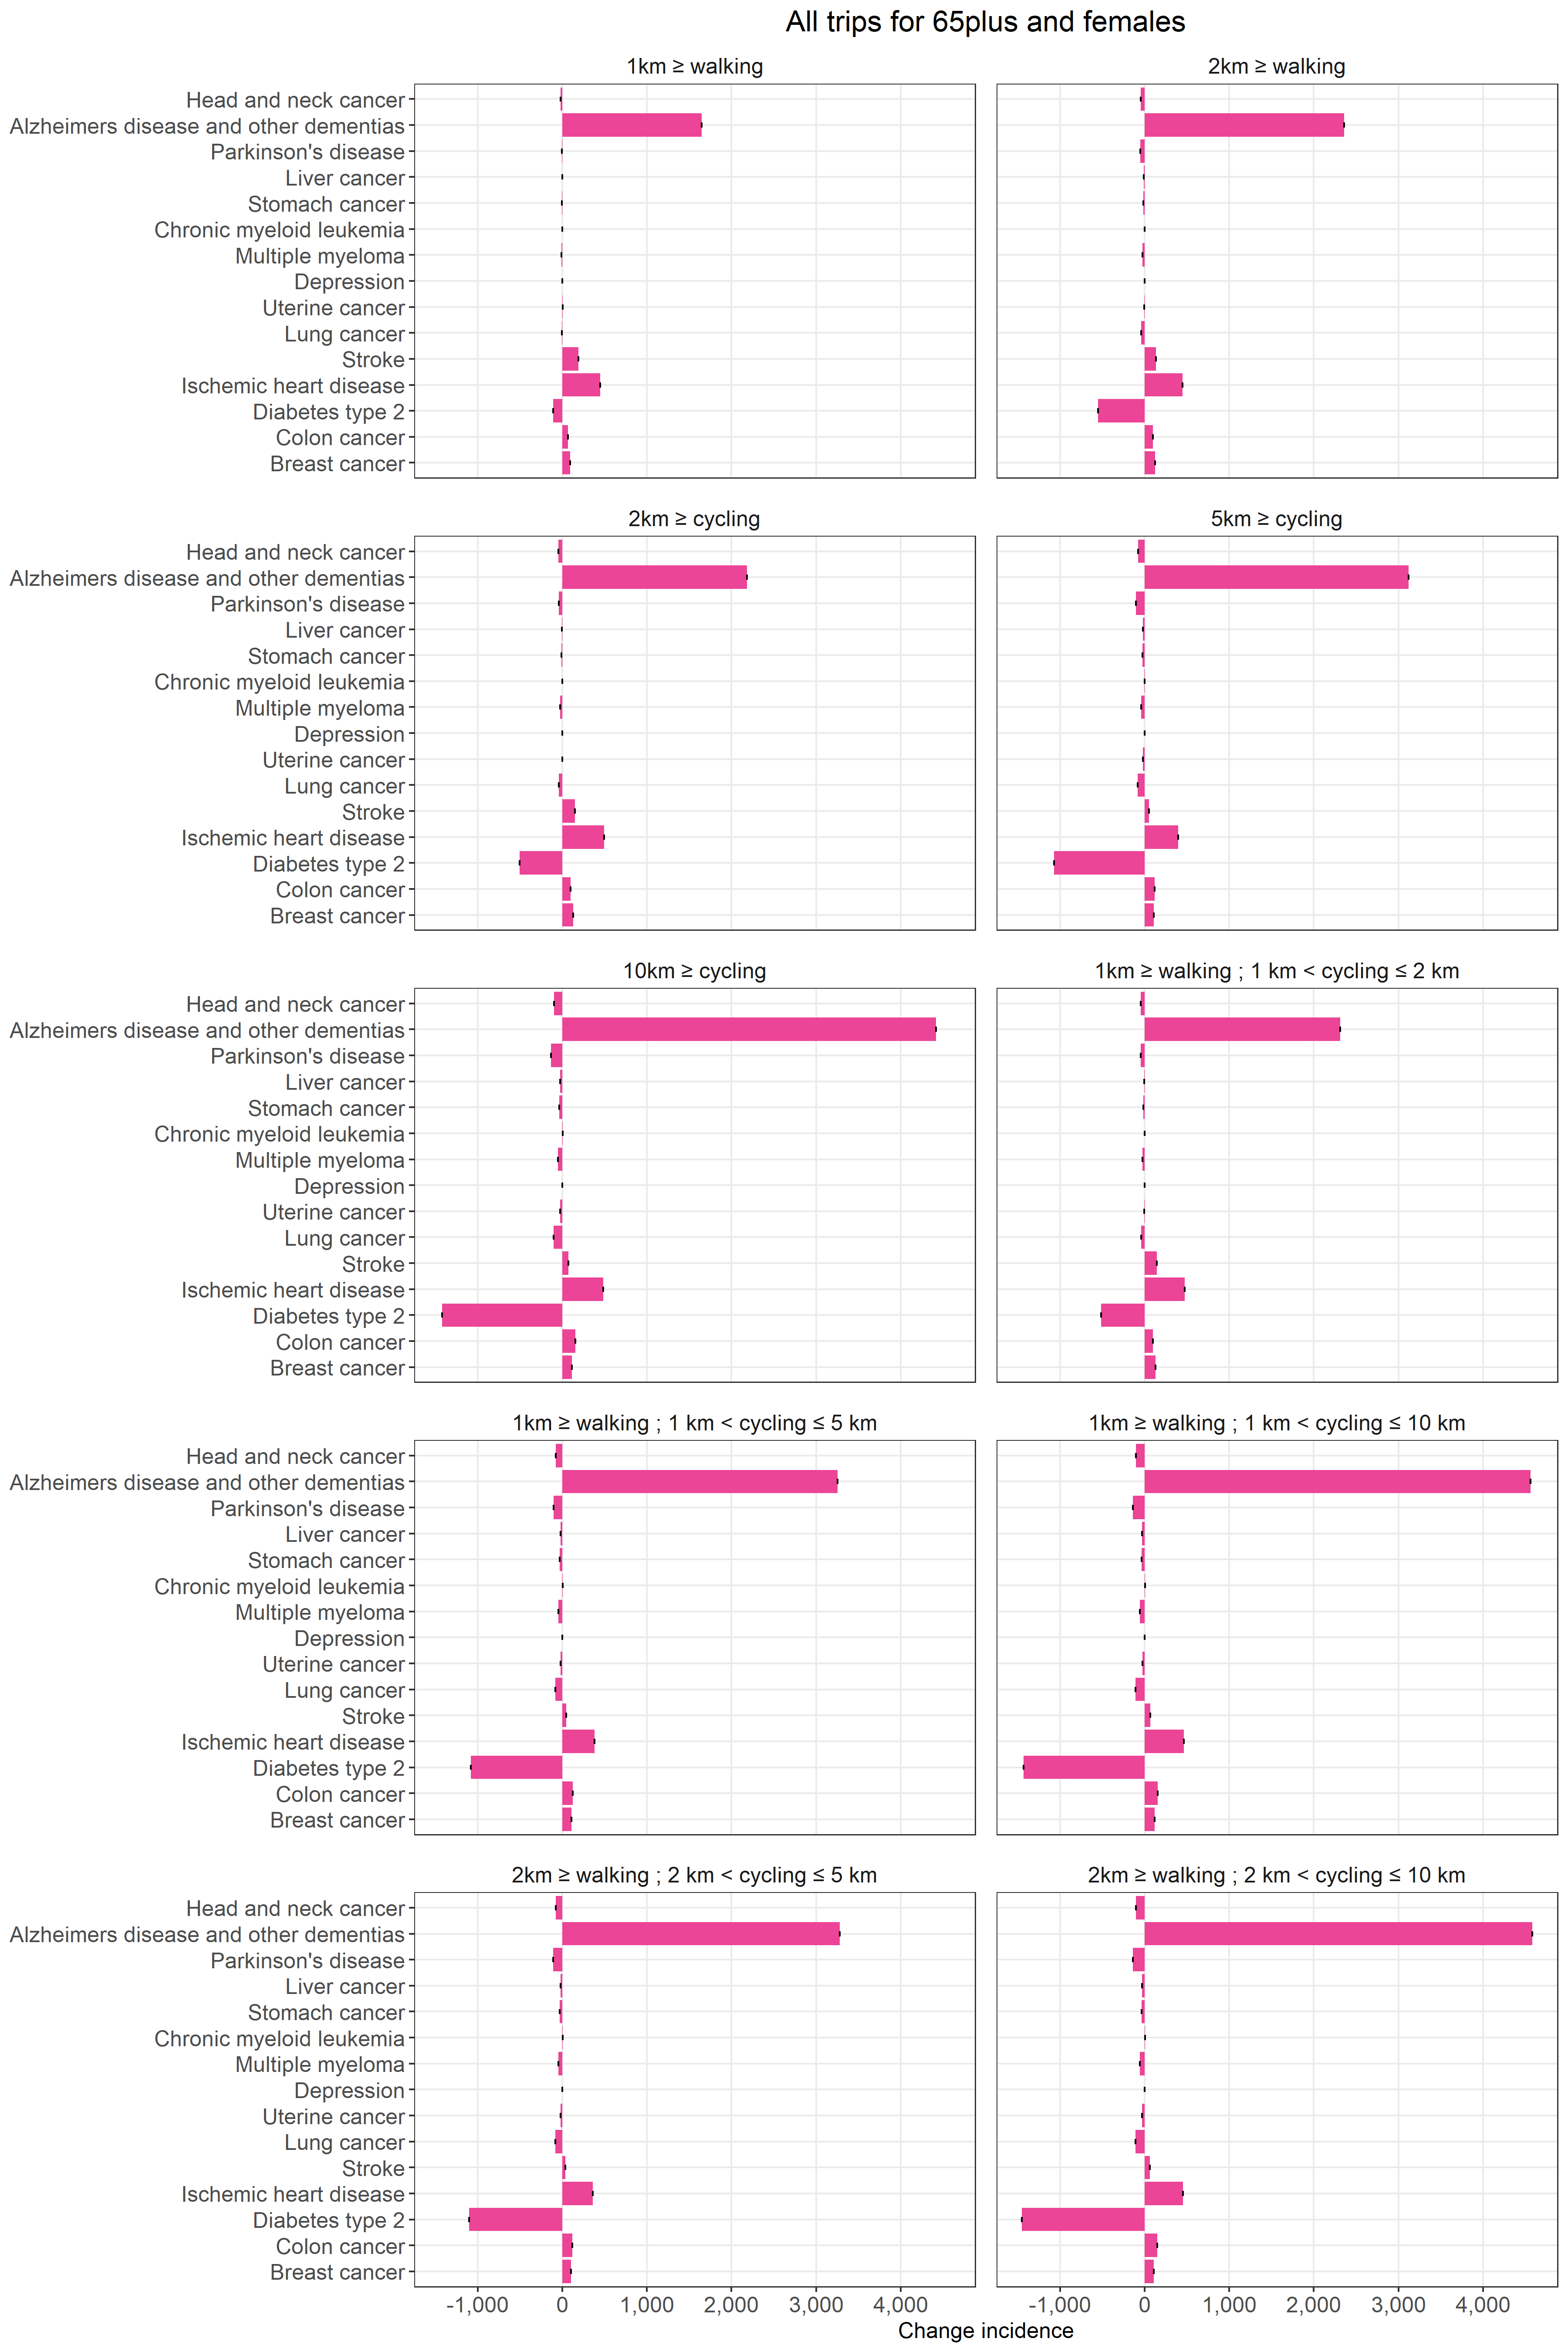 All trips for 65plus and females
1km ≥ walking
2km ≥ walking
Head and neck cancer
Alzheimers disease and other dementias
Parkinson's disease
Liver cancer
Stomach cancer
Chronic myeloid leukemia
Multiple myeloma
Depression
Uterine cancer
Lung cancer
Stroke
Ischemic heart disease
Diabetes type 2
Colon cancer
Breast cancer
2km ≥ cycling
5km ≥ cycling
Head and neck cancer
Alzheimers disease and other dementias
Parkinson's disease
Liver cancer
Stomach cancer
Chronic myeloid leukemia
Multiple myeloma
Depression
Uterine cancer
Lung cancer
Stroke
Ischemic heart disease
Diabetes type 2
Colon cancer
Breast cancer
10km ≥ cycling
1km ≥ walking ; 1 km < cycling ≤ 2 km
Head and neck cancer
Alzheimers disease and other dementias
Parkinson's disease
Liver cancer
Stomach cancer
Chronic myeloid leukemia
Multiple myeloma
Depression
Uterine cancer
Lung cancer
Stroke
Ischemic heart disease
Diabetes type 2
Colon cancer
Breast cancer
1km ≥ walking ; 1 km < cycling ≤ 5 km
1km ≥ walking ; 1 km < cycling ≤ 10 km
Head and neck cancer
Alzheimers disease and other dementias
Parkinson's disease
Liver cancer
Stomach cancer
Chronic myeloid leukemia
Multiple myeloma
Depression
Uterine cancer
Lung cancer
Stroke
Ischemic heart disease
Diabetes type 2
Colon cancer
Breast cancer
2km ≥ walking ; 2 km < cycling ≤ 5 km
2km ≥ walking ; 2 km < cycling ≤ 10 km
Head and neck cancer
Alzheimers disease and other dementias
Parkinson's disease
Liver cancer
Stomach cancer
Chronic myeloid leukemia
Multiple myeloma
Depression
Uterine cancer
Lung cancer
Stroke
Ischemic heart disease
Diabetes type 2
Colon cancer
Breast cancer
-1,000 0 1,000 2,000 3,000 4,000
-1,000 0 1,000 2,000 3,000 4,000
Change incidence